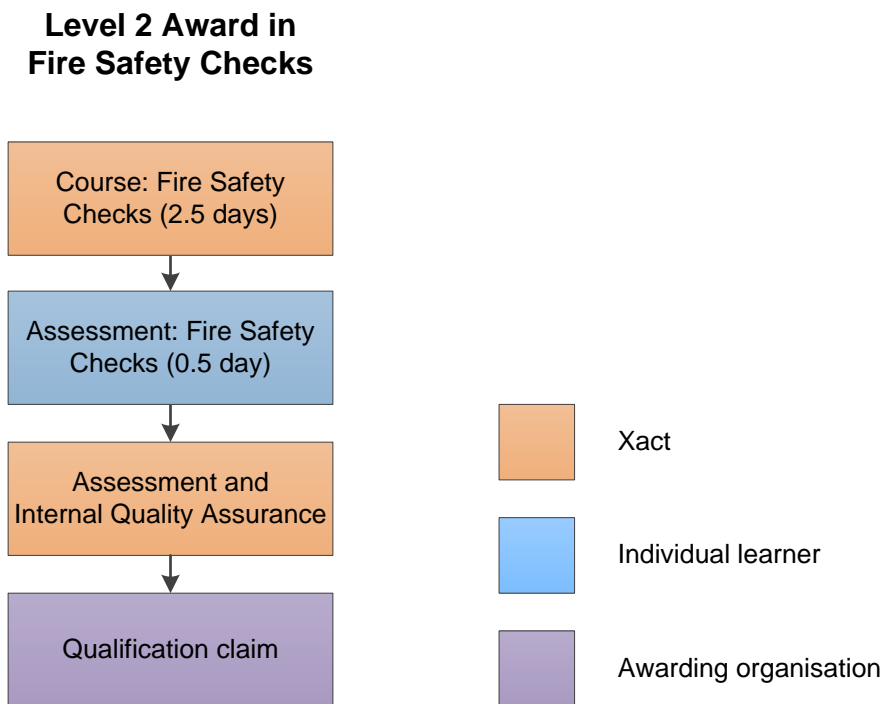 Level 2 Award in
Fire Safety Checks
Course: Fire Safety
Checks (2.5 days)
Assessment: Fire Safety
Checks (0.5 day)
Assessment and
Internal Quality Assurance
Qualification claim
Xact
Individual learner
Awarding organisation